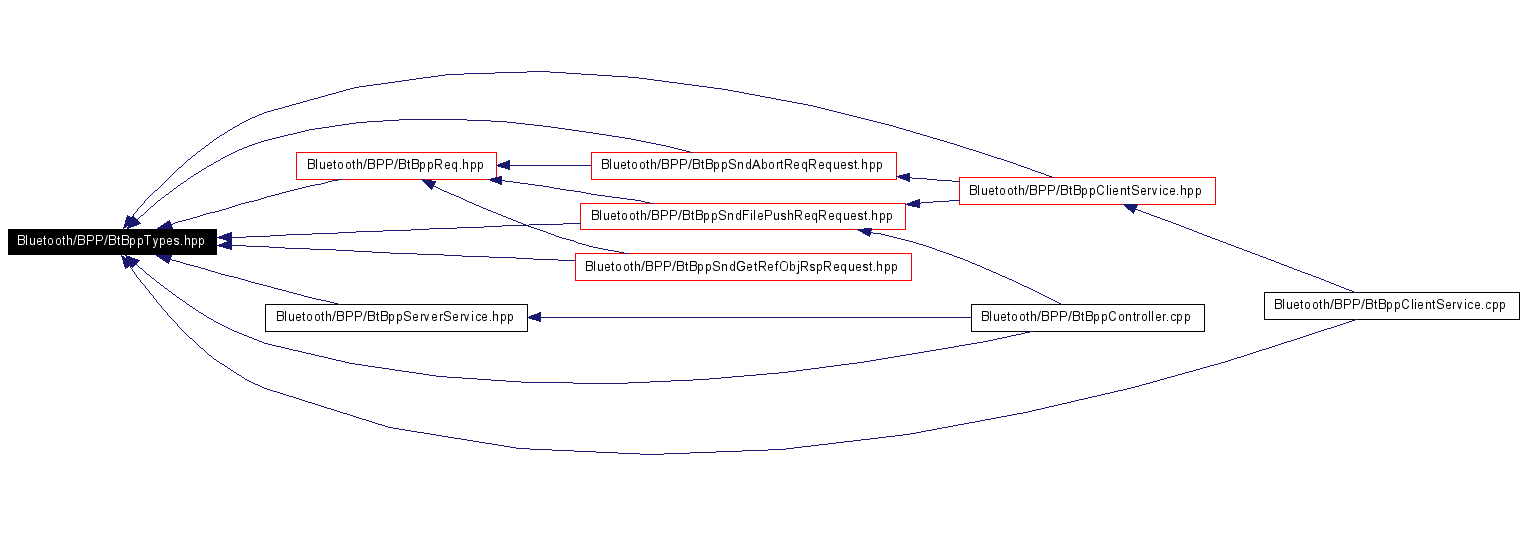 Bluetooth/BPP/BtBppReq.hpp
Bluetooth/BPP/BtBppSndAbortReqRequest.hpp
Bluetooth/BPP/BtBppClientService.hpp
Bluetooth/BPP/BtBppSndFilePushReqRequest.hpp
Bluetooth/BPP/BtBppTypes.hpp
Bluetooth/BPP/BtBppSndGetRefObjRspRequest.hpp
Bluetooth/BPP/BtBppClientService.cpp
Bluetooth/BPP/BtBppServerService.hpp
Bluetooth/BPP/BtBppController.cpp